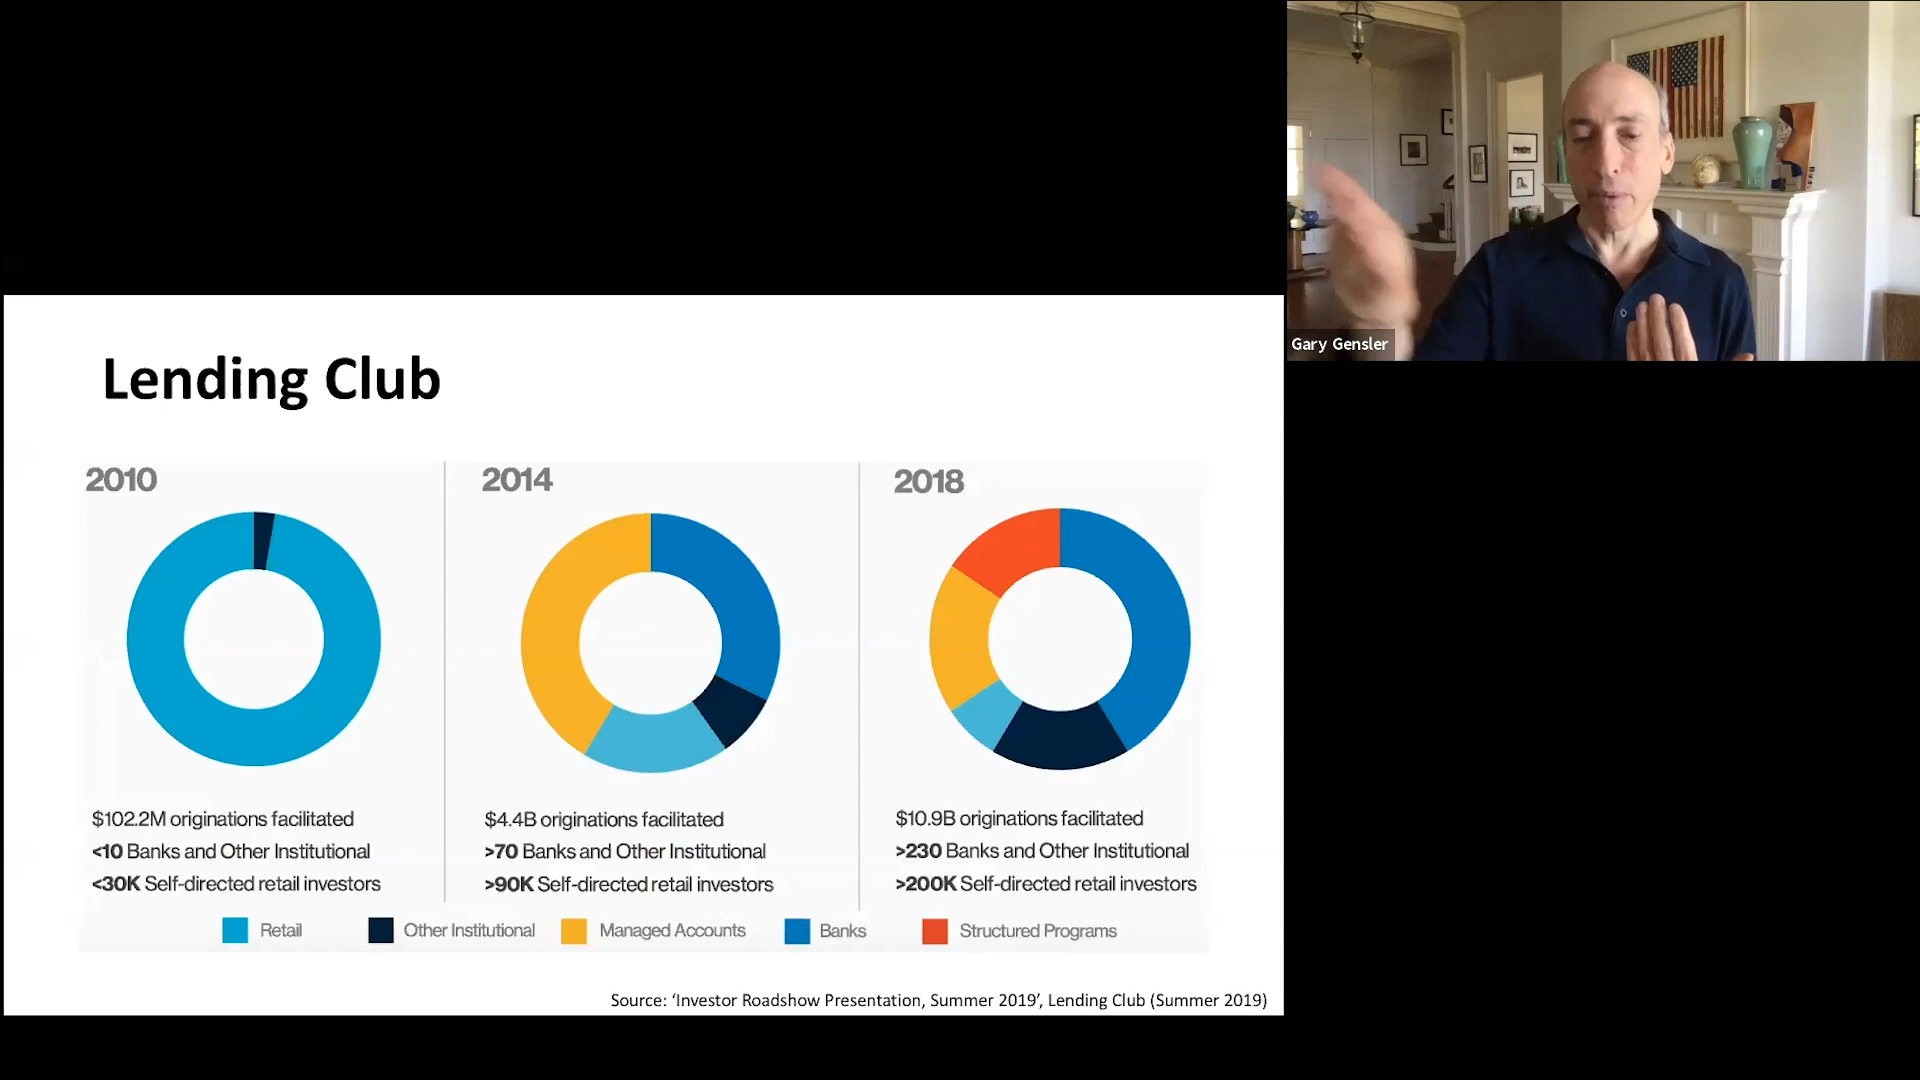 Gary Gensler
Lending Club
2010
2014
2018
$102.2M originations facilitated
<10 Banks and Other Institutional
<30K Self-directed retail investors
$4.4B originations facilitated
>70 Banks and Other Institutional
>90K Self-directed retail investors
$10.9B originations facilitated
>230 Banks and Other Institutional
>200K Self-directed retail investors
Retail
Other Institutional
Managed Accounts
Banks
Structured Programs
Source: ‘Investor Roadshow Presentation, Summer 2019’, Lending Club (Summer 2019)